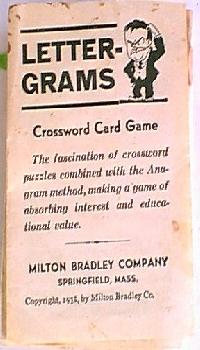 LETTER-
GRAMS
Crossword Card Game
The fascination of crossword
puzzles combined with the Ana-
gram method, making a game of
absorbing interest and educa-
tional value.
MILTON BRADLEY COMPANY
SPRINGFIELD, MASS.
Copyright, 1938, by Milton Bradley Co.